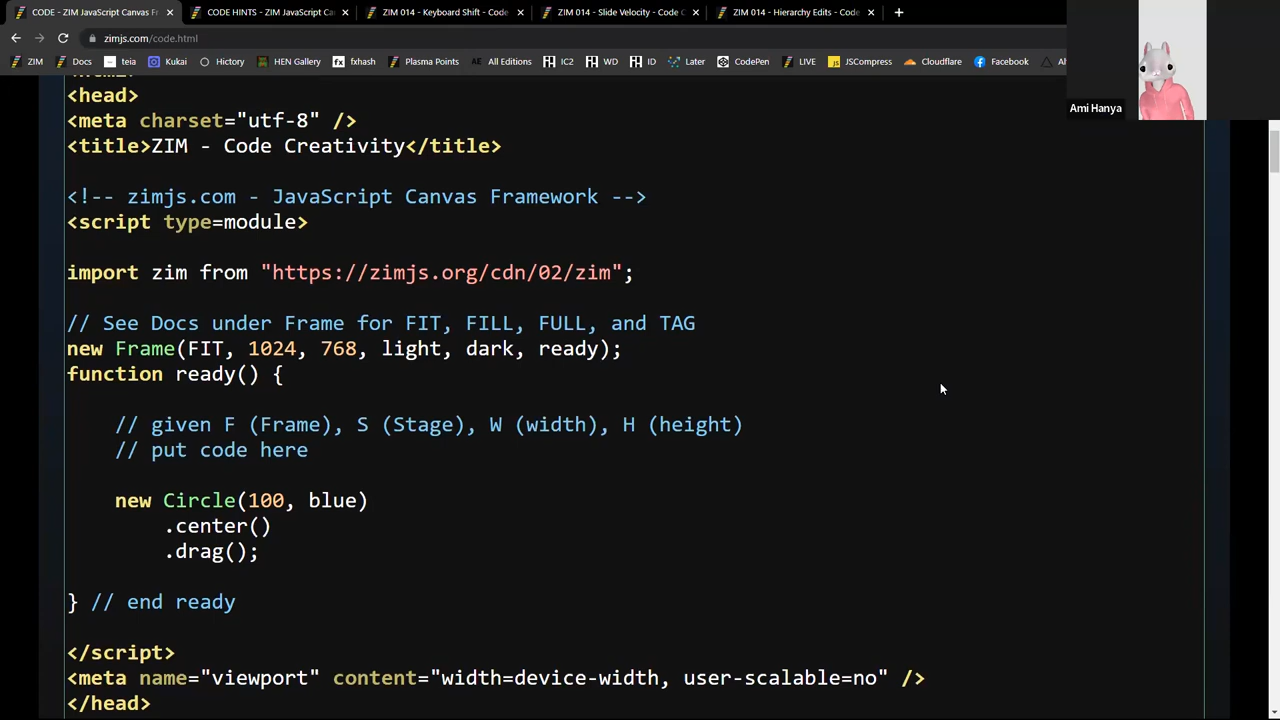 CODE - ZIM JavaScript Canvas Fr
CODE HINTS - ZIM JavaScript Ca
ZIM 014 - Keyboard Shift - Code
ZIM 014 - Slide Velocity - Code C
ZIM 014 - Hierarchy Edits - Code
zimjs.com/code.html
ZIM Docs teia Kukai Hictory HEN Gallery fxhash Plasma Points All Editions IC2 WD ID Later CodePen LIVE JSCompress Cloudflare Facebook
Ami Hanya
<head>
<meta charset="utf-8" />
<title>ZIM - Code Creativity</title>
<!-- zimjs.com - JavaScript Canvas Framework -->
<script type=module>
import zim from "https://zimjs.org/cdn/02/zim";
// See Docs under Frame for FIT, FILL, FULL, and TAG
new Frame(FIT, 1024, 768, light, dark, ready);
function ready() {
// given F (Frame), S (Stage), W (width), H (height)
// put code here
new Circle(100, blue)
.center()
.drag();
} // end ready
</script>
<meta name="viewport" content="width=device-width, user-scalable=no" />
</head>